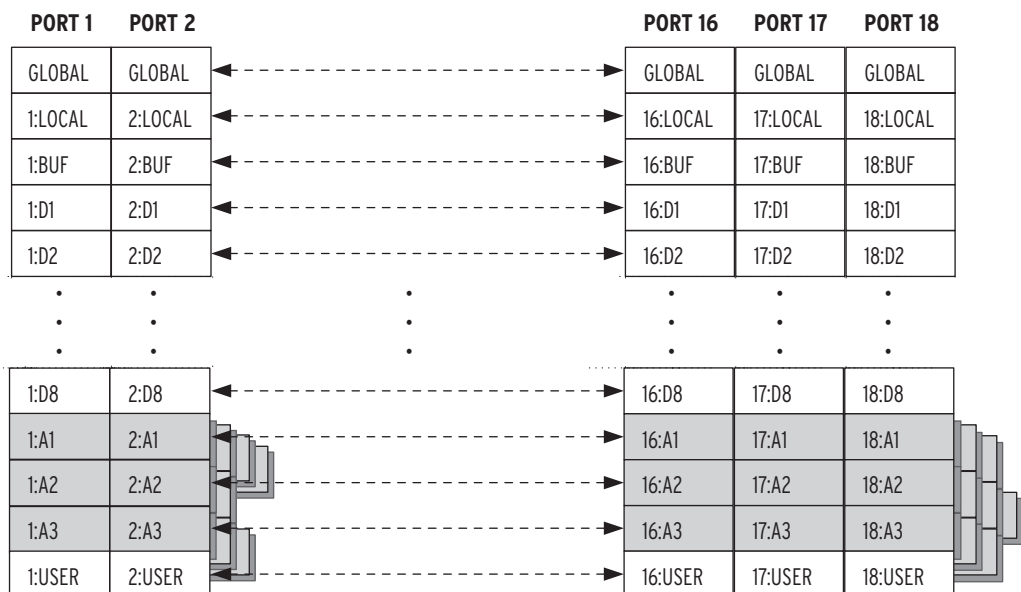 PORT 1 PORT 2 PORT 16 PORT 17 PORT 18
GLOBAL GLOBAL GLOBAL GLOBAL GLOBAL
1:LOCAL 2:LOCAL 16:LOCAL 17:LOCAL 18:LOCAL
1:BUF 2:BUF 16:BUF 17:BUF 18:BUF
1:D1 2:D1 16:D1 17:D1 18:D1
1:D2 2:D2 16:D2 17:D2 18:D2
1:D8 2:D8 16:D8 17:D8 18:D8
1:A1 2:A1 16:A1 17:A1 18:A1
1:A2 2:A2 16:A2 17:A2 18:A2
1:A3 2:A3 16:A3 17:A3 18:A3
1:USER 2:USER 16:USER 17:USER 18:USER